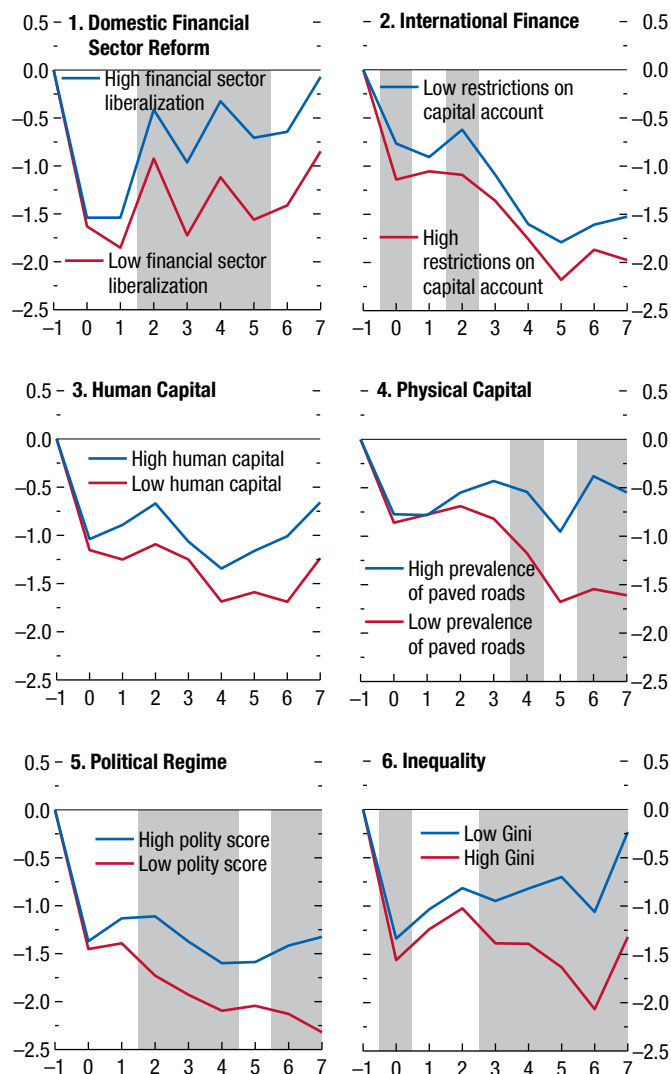 1. Domestic Financial
Sector Reform
0.5
0.0
–0.5
–1.0
–1.5
–2.0
–2.5
High financial sector
liberalization
Low financial sector
liberalization
–1 0 1 2 3 4 5 6 7
2. International Finance
0.5
0.0
–0.5
–1.0
–1.5
–2.0
–2.5
Low restrictions on
capital account
High
restrictions on
capital account
–1 0 1 2 3 4 5 6 7
3. Human Capital
0.5
0.0
–0.5
–1.0
–1.5
–2.0
–2.5
High human capital
Low human capital
–1 0 1 2 3 4 5 6 7
4. Physical Capital
0.5
0.0
–0.5
–1.0
–1.5
–2.0
–2.5
High prevalence
of paved roads
Low prevalence
of paved roads
–1 0 1 2 3 4 5 6 7
5. Political Regime
0.5
0.0
–0.5
–1.0
–1.5
–2.0
–2.5
High polity score
Low polity score
–1 0 1 2 3 4 5 6 7
6. Inequality
0.5
0.0
–0.5
–1.0
–1.5
–2.0
–2.5
Low Gini
High Gini
–1 0 1 2 3 4 5 6 7